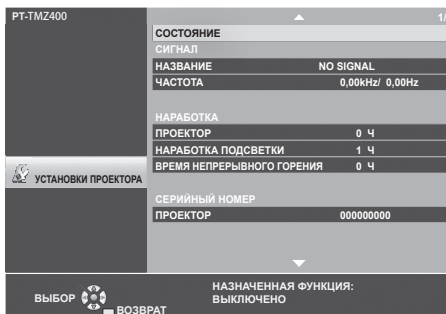 PT-TMZ400
1/
СОСТОЯНИЕ
СИГНАЛ
НАЗВАНИЕ NO SIGNAL
ЧАСТОТА 0,00kHz/ 0,00Hz
НАРАБОТКА
ПРОЕКТОР 0 Ч
НАРАБОТКА ПОДСВЕТКИ 1 Ч
ВРЕМЯ НЕПРЕРЫВНОГО ГОРЕНИЯ 0 Ч
УСТАНОВКИ ПРОЕКТОРА
СЕРИЙНЫЙ НОМЕР
ПРОЕКТОР 000000000
ВЫБОР
ВОЗВРАТ
НАЗНАЧЕННАЯ ФУНКЦИЯ:
ВЫКЛЮЧЕНО